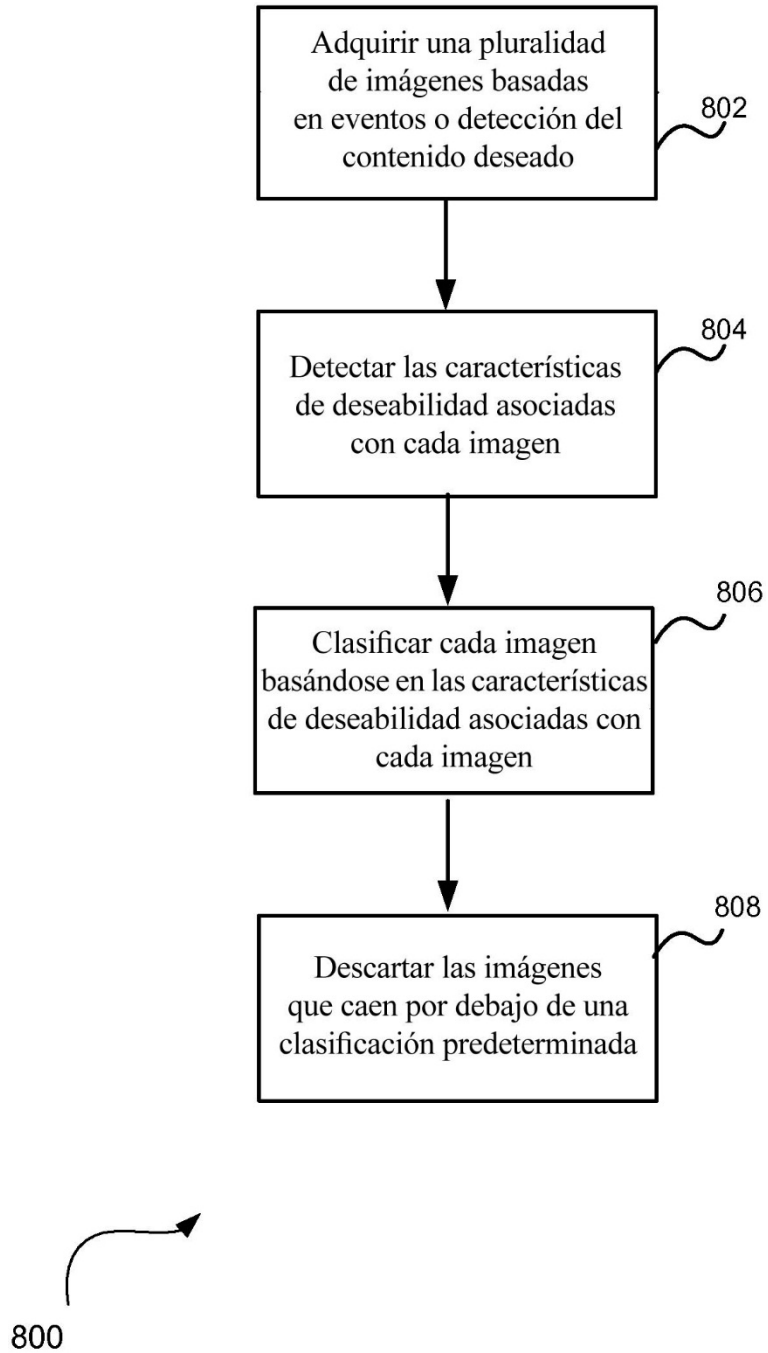 Adquirir una pluralidad
de imágenes basadas
en eventos o detección del
contenido deseado
802
Detectar las característícas
de deseabilidad asociadas
con cada imagen
804
Clasificar cada imagen
basándose en las características
de deseabilidad asociadas con
cada imagen
806
Descartar las imágenes
que caen por debajo de una
clasificación predeterminada
808
800